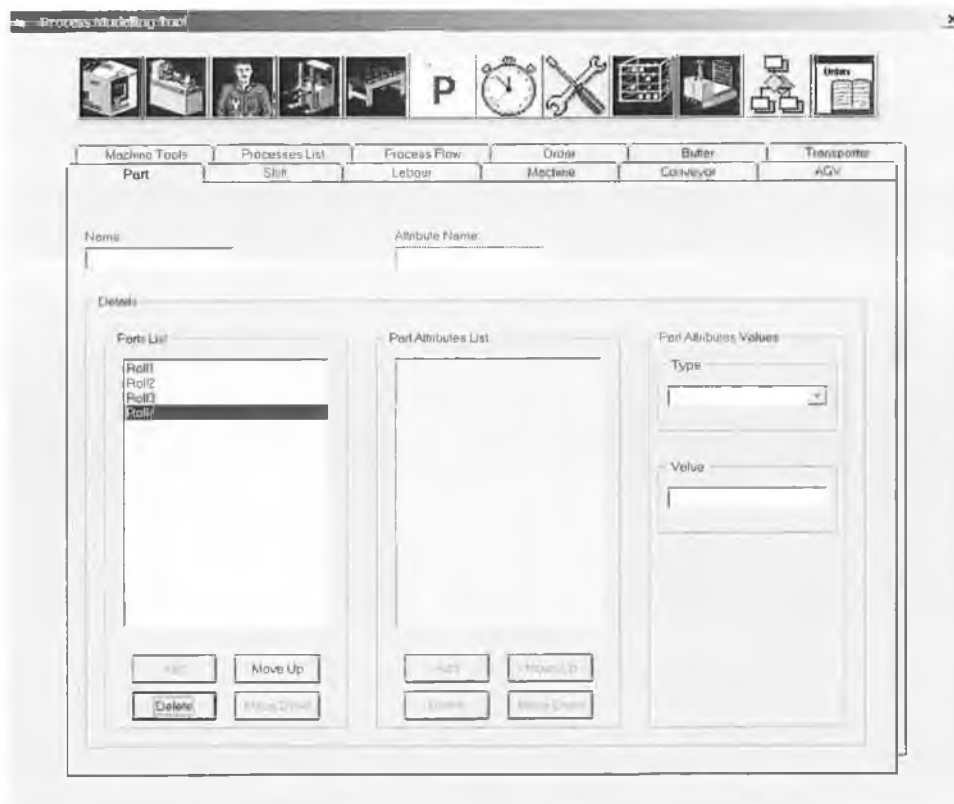 Process Modelling Tool
P
Orders
Machine Tools Processes List Process Flow Order Buffer Transporter
Part Shift Labour Machine Conveyor AGV
Name: Attribute Name:
Details
Parts List Part Attributes List Part Attributes Values
Roll1
Roll2
Roll3
Type
Value
Add Move Up Add Move Up
Delete Move Down Delete Move Down